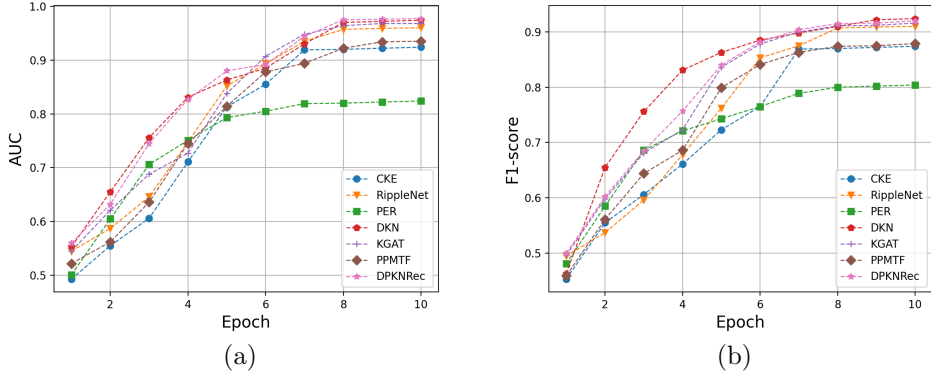 1.0
0.9
0.8
0.7
0.6
0.5
AUC
2
4
6
8
10
Epoch
CKE
RippleNet
PER
DKN
KGAT
PPMTF
DPKNRec
(a)
0.9
0.8
0.7
0.6
0.5
F1-score
2
4
6
8
10
Epoch
CKE
RippleNet
PER
DKN
KGAT
PPMTF
DPKNRec
(b)